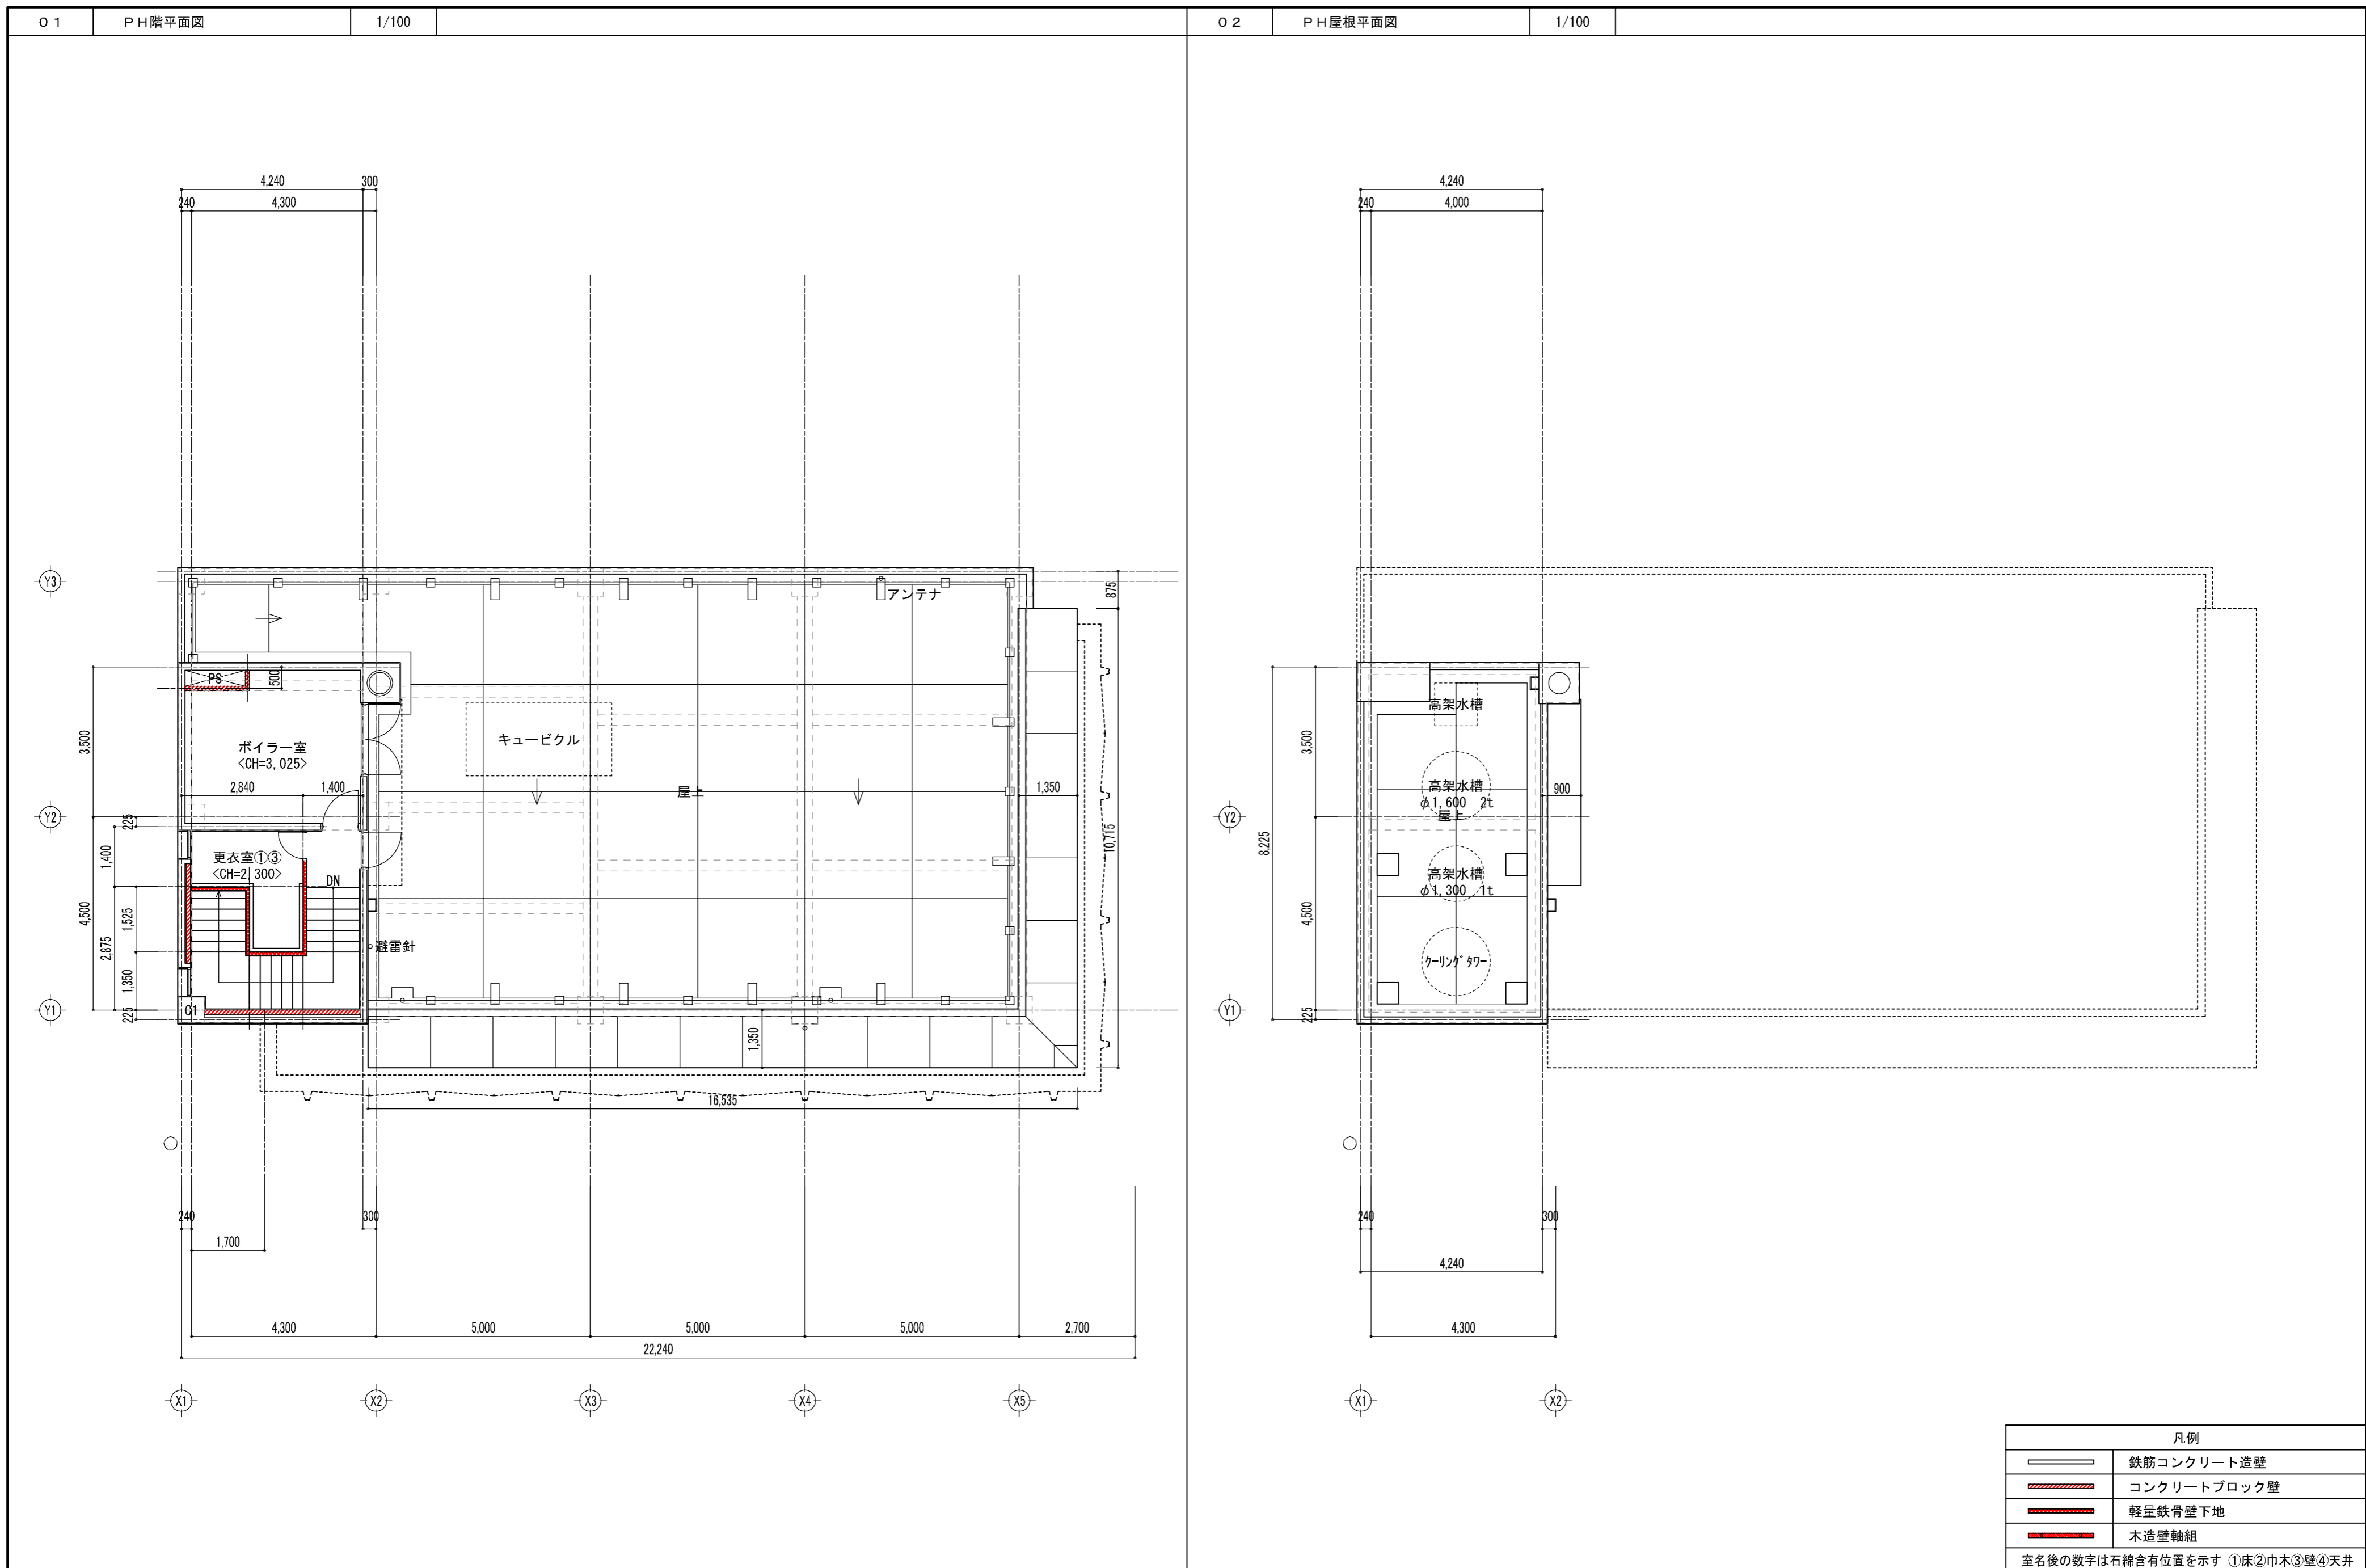 01 PH階平面図 1/100
02 PH屋根平面図 1/100
4,240 300
240 4,300
Y3
875
アンテナ
PS
500
キュービクル
ボイラー室
<CH=3,025>
3,500
2,840 1,400
屋上
1,350
Y2
225
1,400
更衣室①③
<CH=2,300>
DN
10,715
4,500
1,525
2,875
避雷針
1,350
C1
Y1
225
1,350
16,535
240 300
1,700
4,300 5,000 5,000 5,000 2,700
22,240
X1 X2 X3 X4 X5
4,240
240 4,000
高架水槽
3,500
高架水槽
φ1,600 2t
900
屋上
Y2
8,225
高架水槽
φ1,300 1t
4,500
クーリングタワー
Y1
225
240 300
4,240
4,300
X1 X2
凡例
鉄筋コンクリート造壁
コンクリートブロック壁
軽量鉄骨壁下地
木造壁軸組
室名後の数字は石綿含有位置を示す ①床②巾木③壁④天井